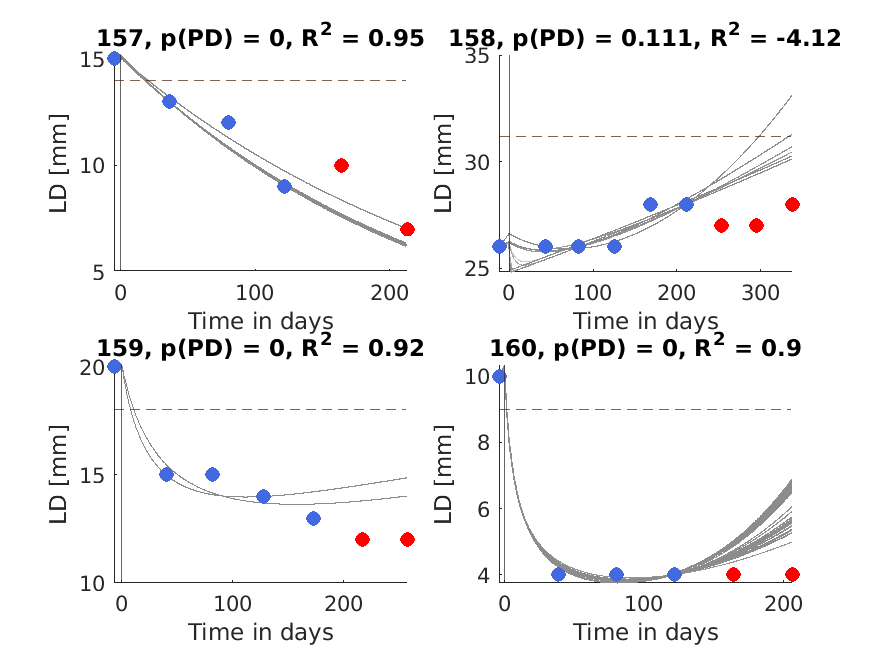 157, p(PD) = 0, R² = 0.95
15
10
5
LD [mm]
0
100
200
Time in days
158, p(PD) = 0.111, R² = -4.12
35
30
25
LD [mm]
0
100
200
300
Time in days
159, p(PD) = 0, R² = 0.92
20
15
10
LD [mm]
0
100
200
Time in days
160, p(PD) = 0, R² = 0.9
10
8
6
4
LD [mm]
0
100
200
Time in days